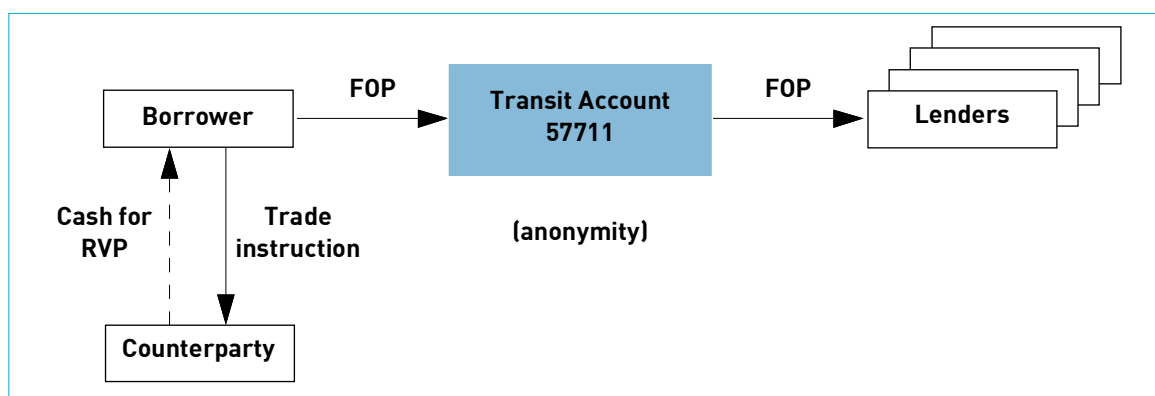 FOP
FOP
Borrower
Transit Account
57711
Lenders
Cash for
RVP
Trade
instruction
(anonymity)
Counterparty